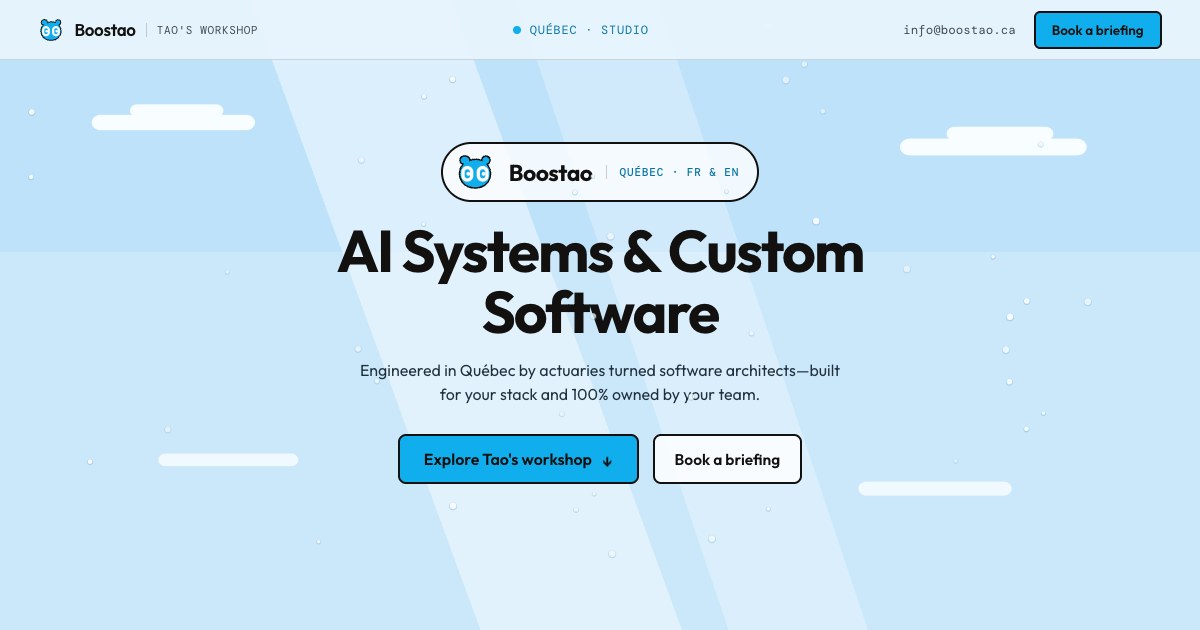 Boostao
TAO'S WORKSHOP
QUÉBEC · STUDIO
info@boostao.ca
Book a briefing
Boostao
QUÉBEC · FR & EN
AI Systems & Custom
Software
Engineered in Québec by actuaries turned software architects—built
for your stack and 100% owned by your team.
Explore Tao's workshop ↓
Book a briefing